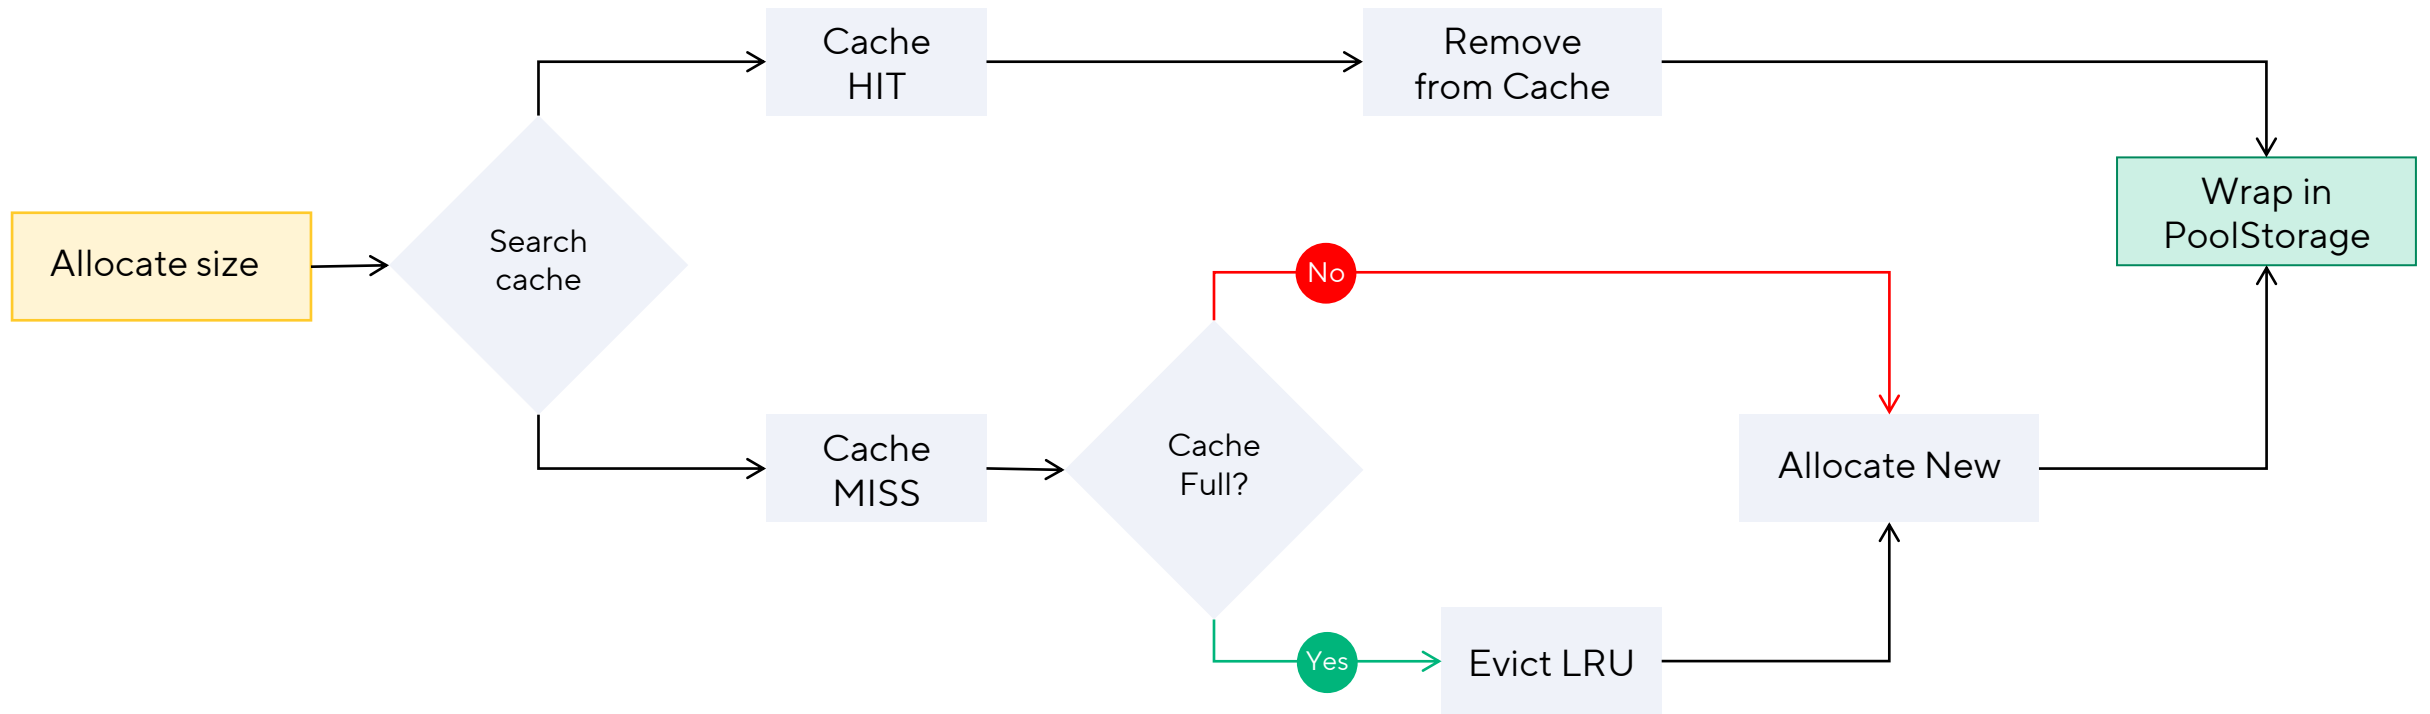 Cache
HIT
Remove
from Cache
Wrap in
PoolStorage
Allocate size
Search
cache
No
Cache
MISS
Cache
Full?
Allocate New
Yes
Evict LRU